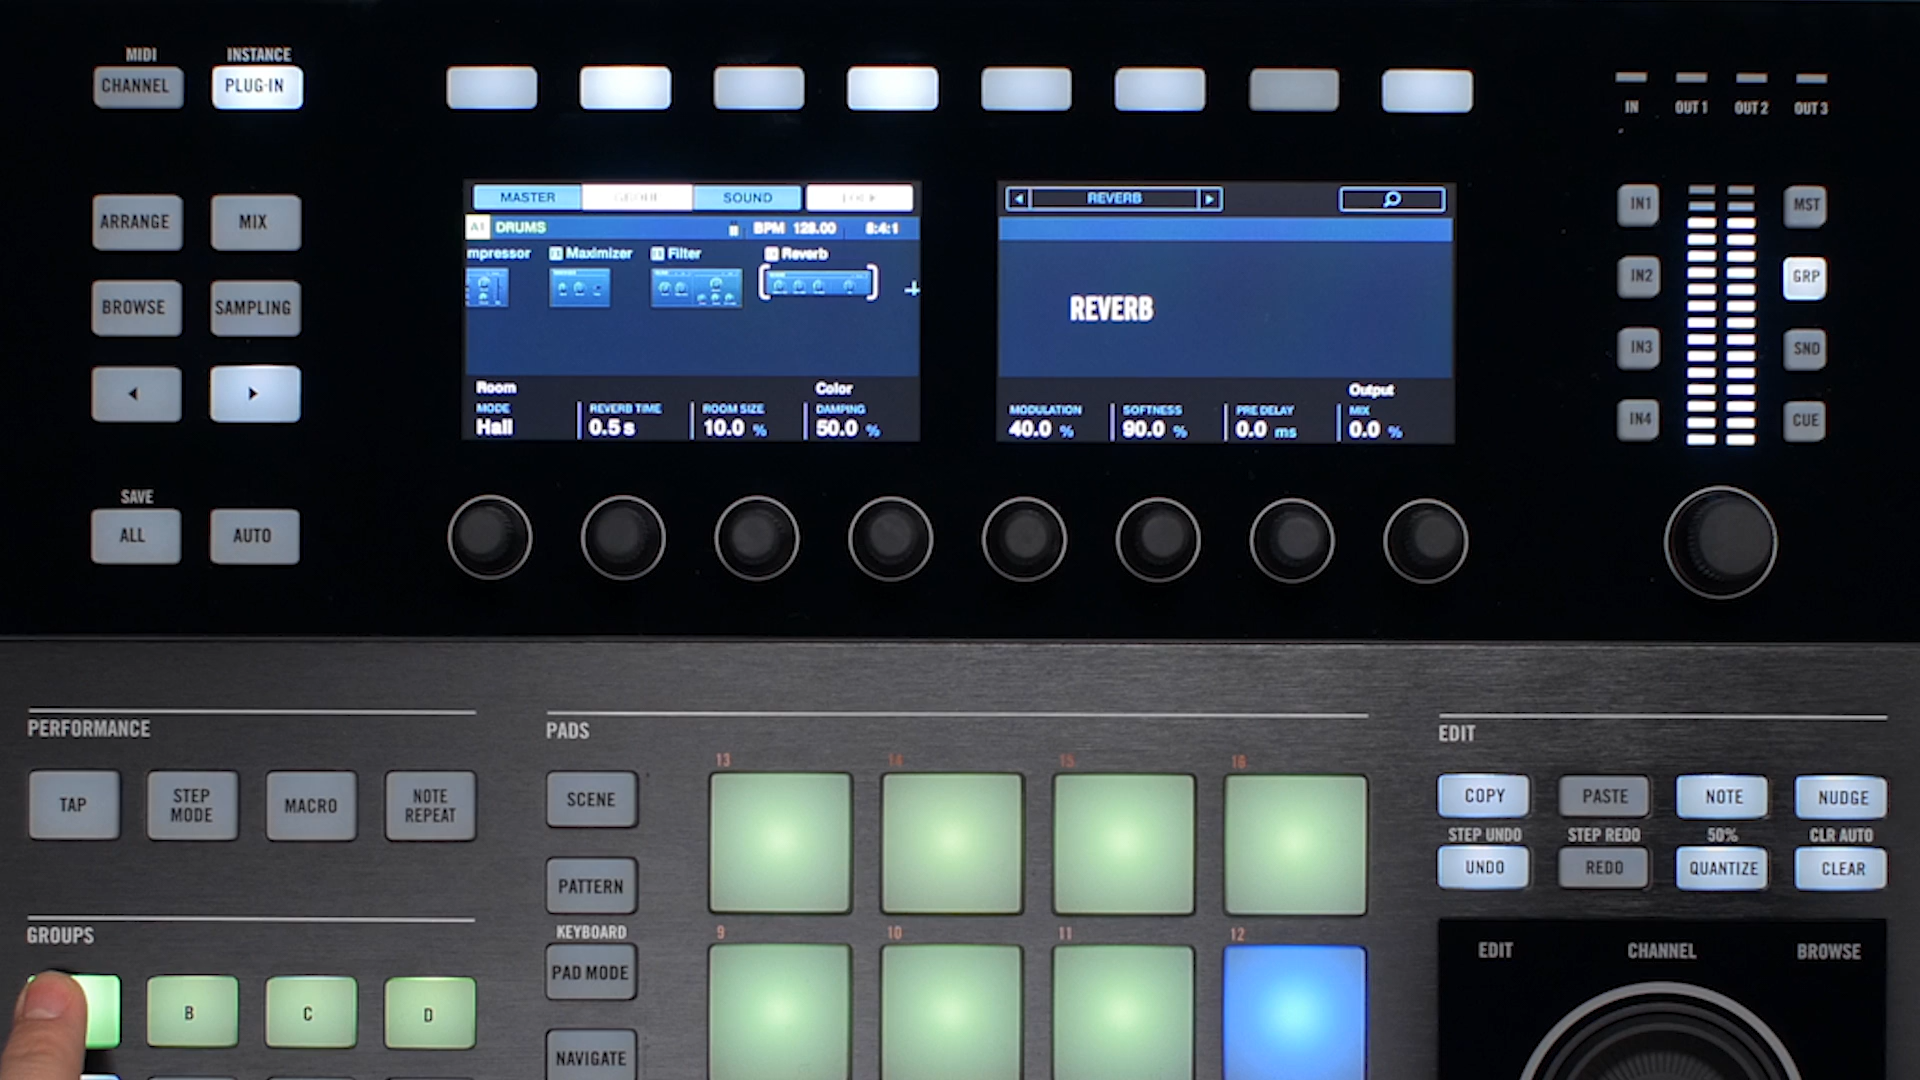 MIDI
INSTANCE
CHANNEL
PLUG-IN
IN OUT 1 OUT 2 OUT 3
ARRANGE
MIX
BROWSE
SAMPLING
SAVE
ALL
AUTO
MASTER GROUP SOUND LOCK
A1 DRUMS BPM 128.00 8:4:1
mpressor Maximizer Filter Reverb
+
Room Color
MODE REVERB TIME ROOM SIZE DAMPING
Hall 0.5 s 10.0 % 50.0 %
REVERB
REVERB
Output
MODULATION SOFTNESS PRE DELAY MIX
40.0 % 90.0 % 0.0 ms 0.0 %
IN1 MST
IN2 GRP
IN3 SND
IN4 CUE
PERFORMANCE
TAP
STEP MODE
MACRO
NOTE REPEAT
GROUPS
B C D
PADS
SCENE
PATTERN
KEYBOARD
PAD MODE
NAVIGATE
13 14 15 16
9 10 11 12
EDIT
COPY PASTE NOTE NUDGE
STEP UNDO STEP REDO 50% CLR AUTO
UNDO REDO QUANTIZE CLEAR
EDIT CHANNEL BROWSE